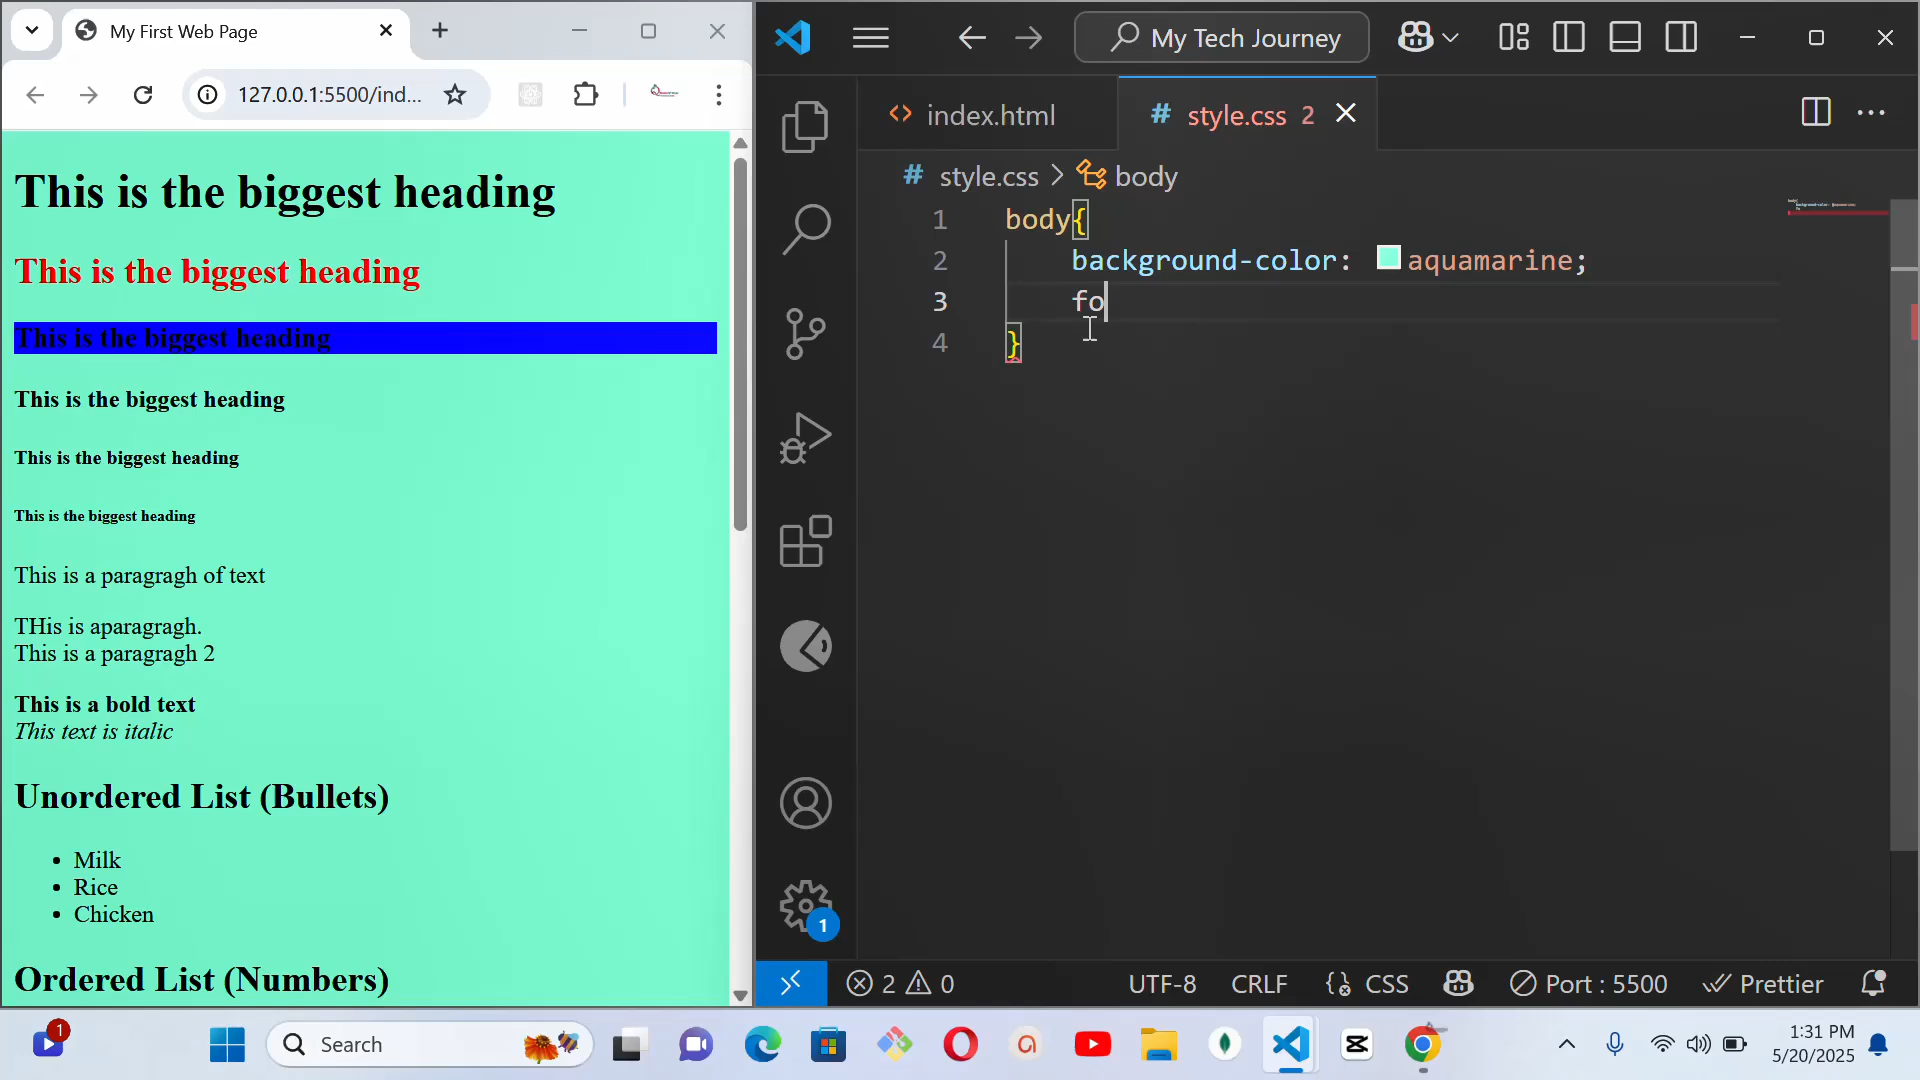 My First Web Page
127.0.0.1:5500/ind...
This is the biggest heading
This is the biggest heading
This is the biggest heading
This is the biggest heading
This is the biggest heading
This is the biggest heading
This is a paragragh of text
THis is aparagragh.
This is a paragragh 2
This is a bold text
This text is italic
Unordered List (Bullets)
• Milk
• Rice
• Chicken
Ordered List (Numbers)
My Tech Journey
index.html
# style.css 2
# style.css > body
1 body{
2 background-color: aquamarine;
3 fo
4 }
1
2 0 UTF-8 CRLF CSS Port : 5500 Prettier
1 Search 1:31 PM
5/20/2025